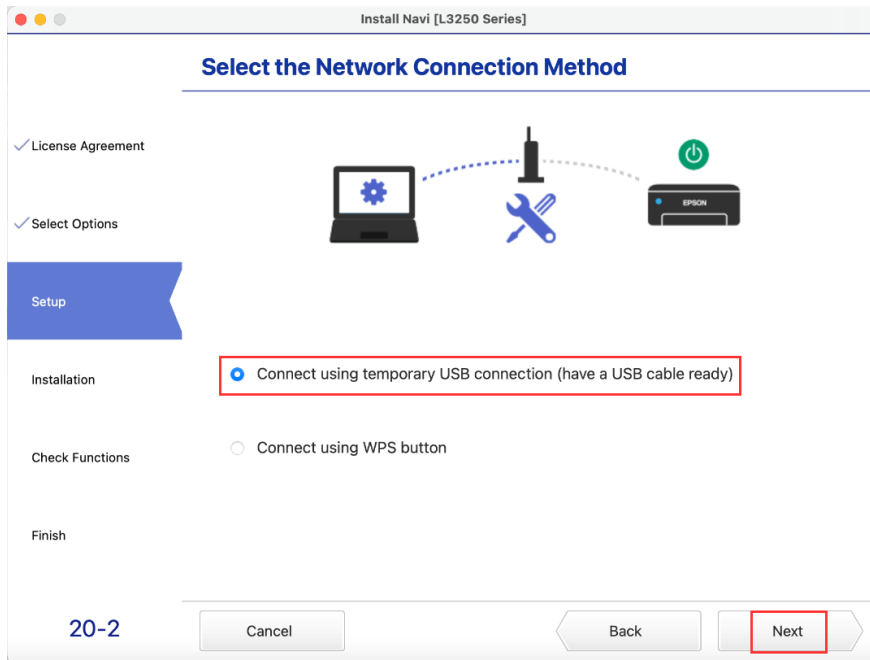 Install Navi [L3250 Series]
Select the Network Connection Method
License Agreement
Select Options
Setup
Installation
Check Functions
Finish
EPSON
Connect using temporary USB connection (have a USB cable ready)
Connect using WPS button
20-2
Cancel
Back
Next